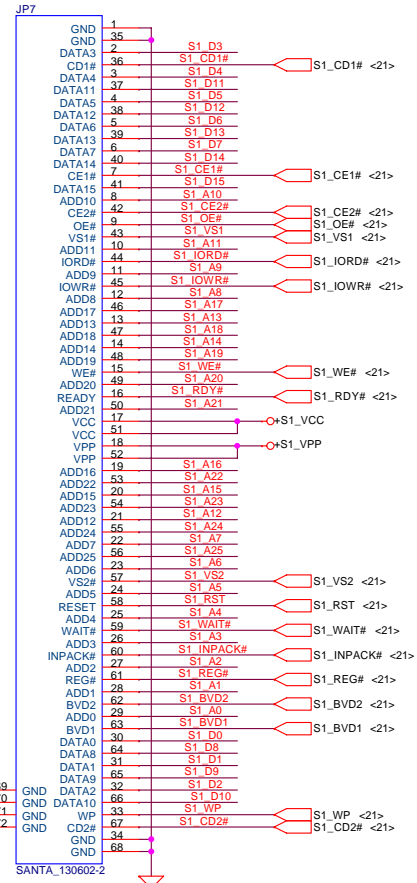 JP7
GND 1
GND 35
DATA3 2 S1_D3
CD1# 36 S1_CD1# S1_CD1# <21>
DATA4 3 S1_D4
DATA11 37 S1_D11
DATA5 4 S1_D5
DATA12 38 S1_D12
DATA6 5 S1_D6
DATA13 39 S1_D13
DATA7 6 S1_D7
DATA14 40 S1_D14
CE1# 7 S1_CE1# S1_CE1# <21>
DATA15 41 S1_D15
ADD10 8 S1_A10
CE2# 42 S1_CE2# S1_CE2# <21>
OE# 9 S1_OE# S1_OE# <21>
VS1# 43 S1_VS1 S1_VS1 <21>
ADD11 10 S1_A11
IORD# 44 S1_IORD# S1_IORD# <21>
ADD9 11 S1_A9
IOWR# 45 S1_IOWR# S1_IOWR# <21>
ADD8 12 S1_A8
ADD17 46 S1_A17
ADD13 13 S1_A13
ADD18 47 S1_A18
ADD14 14 S1_A14
ADD19 48 S1_A19
WE# 15 S1_WE# S1_WE# <21>
ADD20 49 S1_A20
READY 16 S1_RDY# S1_RDY# <21>
ADD21 50 S1_A21
VCC 17 +S1_VCC
VCC 51
VPP 18 +S1_VPP
VPP 52
ADD16 19 S1_A16
ADD22 53 S1_A22
ADD15 20 S1_A15
ADD23 54 S1_A23
ADD12 21 S1_A12
ADD24 55 S1_A24
ADD7 22 S1_A7
ADD25 56 S1_A25
ADD6 23 S1_A6
VS2# 57 S1_VS2 S1_VS2 <21>
ADD5 24 S1_A5
RESET 58 S1_RST S1_RST <21>
ADD4 25 S1_A4
WAIT# 59 S1_WAIT# S1_WAIT# <21>
ADD3 26 S1_A3
INPACK# 60 S1_INPACK# S1_INPACK# <21>
ADD2 27 S1_A2
REG# 61 S1_REG# S1_REG# <21>
ADD1 28 S1_A1
BVD2 62 S1_BVD2 S1_BVD2 <21>
ADD0 29 S1_A0
BVD1 63 S1_BVD1 S1_BVD1 <21>
DATA0 30 S1_D0
DATA8 64 S1_D8
DATA1 31 S1_D1
DATA9 65 S1_D9
GND DATA2 32 S1_D2
GND DATA10 66 S1_D10
GND WP 33 S1_WP S1_WP <21>
GND CD2# 67 S1_CD2# S1_CD2# <21>
GND 34
GND 68
SANTA_130602-2